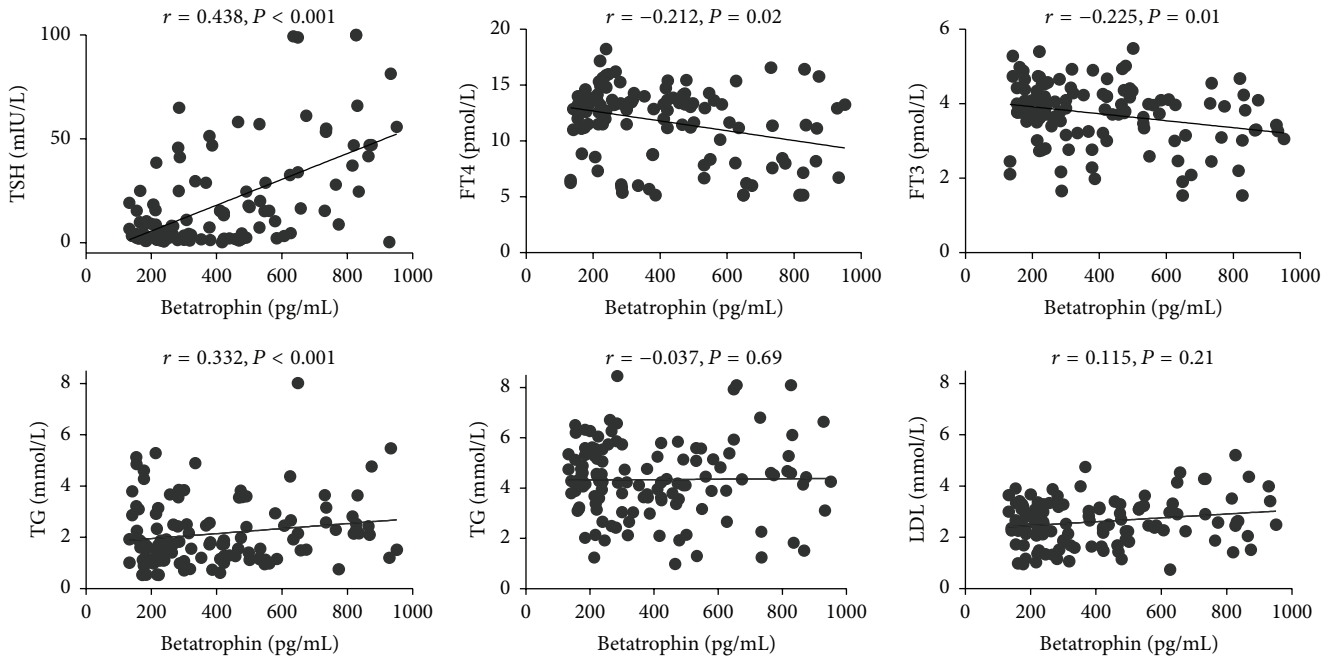 r = 0.438, P < 0.001
100
50
0
TSH (mIU/L)
0 200 400 600 800 1000
Betatrophin (pg/mL)
r = −0.212, P = 0.02
20
15
10
5
0
FT4 (pmol/L)
0 200 400 600 800 1000
Betatrophin (pg/mL)
r = −0.225, P = 0.01
6
4
2
0
FT3 (pmol/L)
0 200 400 600 800 1000
Betatrophin (pg/mL)
r = 0.332, P < 0.001
8
6
4
2
0
TG (mmol/L)
0 200 400 600 800 1000
Betatrophin (pg/mL)
r = −0.037, P = 0.69
8
6
4
2
0
TG (mmol/L)
0 200 400 600 800 1000
Betatrophin (pg/mL)
r = 0.115, P = 0.21
8
6
4
2
0
LDL (mmol/L)
0 200 400 600 800 1000
Betatrophin (pg/mL)